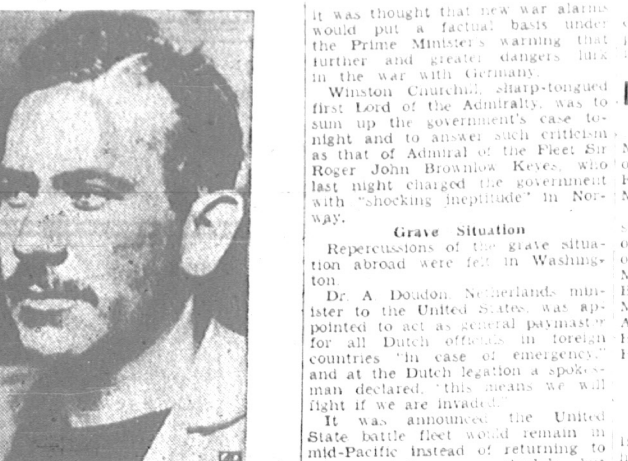 it was thought that new war alarms
would put a factual basis under
the Prime Minister's warning that
further and greater dangers lurk
in the war with Germany.
Winston Churchill, sharp-tongued
first Lord of the Admiralty, was to
sum up the government's case to-
night and to answer such criticism
as that of Admiral of the Fleet Sir
Roger John Brownlow Keyes, who
last night charged the government
with "shocking ineptitude" in Nor-
way.
Grave Situation
Repercussions of the grave situa-
tion abroad were felt in Washing-
ton.
Dr. A Doudon, Netherlands min-
ister to the United States, was ap-
pointed to act as general paymaster
for all Dutch officials in foreign
countries "in case of emergency,"
and at the Dutch legation a spokes-
man declared, "this means we will
fight if we are invaded."
It was announced the United
State battle fleet would remain in
mid-Pacific instead of returning to